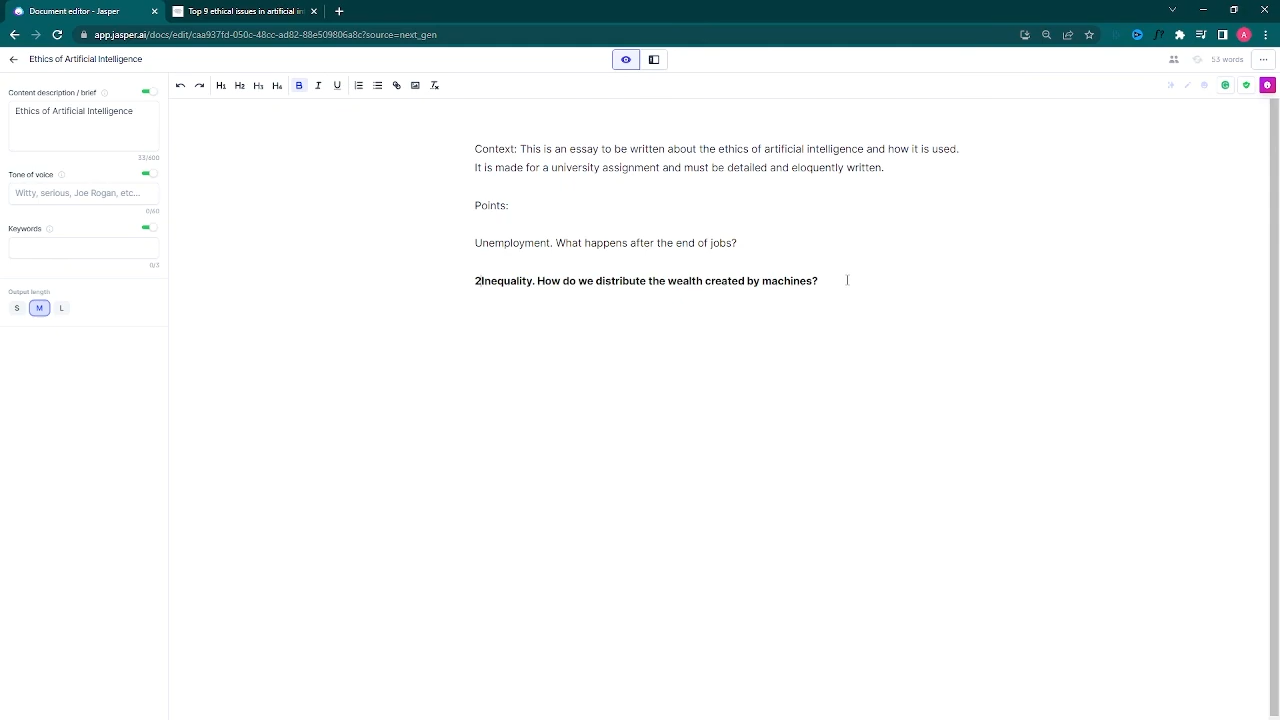 Document editor - Jasper
Top 9 ethical issues in artificial in
app.jasper.ai/docs/edit/caa937fd-050c-48cc-ad82-88e509806a8c?source=next_gen
A
Ethics of Artificial Intelligence
53 words
Content description / brief
H1 H2 H3 H4 B I U
Ethics of Artificial Intelligence
33/600
Tone of voice
Witty, serious, Joe Rogan, etc...
0/60
Keywords
0/3
Output length
S M L
Context: This is an essay to be written about the ethics of artificial intelligence and how it is used.
It is made for a university assignment and must be detailed and eloquently written.
Points:
Unemployment. What happens after the end of jobs?
2Inequality. How do we distribute the wealth created by machines?